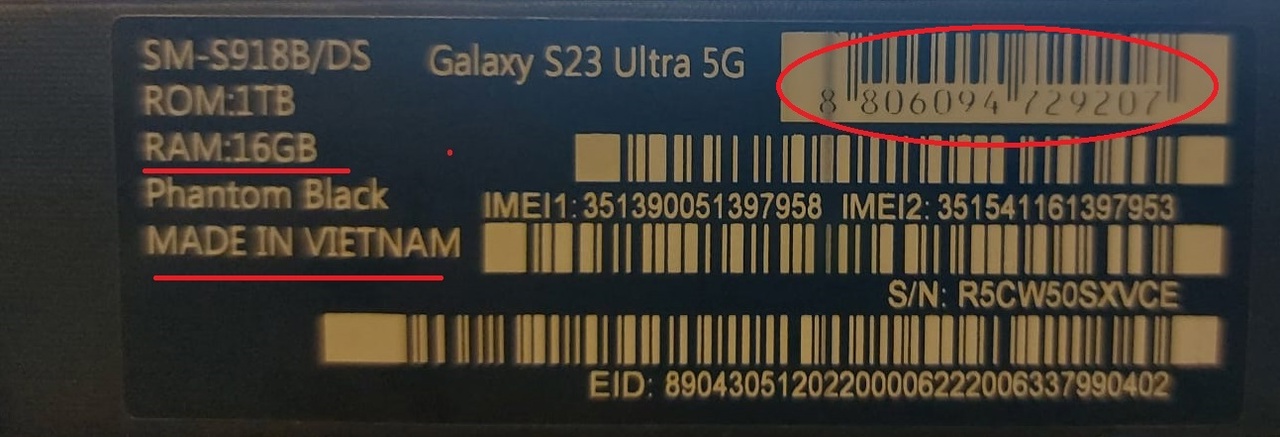 SM-S918B/DS Galaxy S23 Ultra 5G
8 806094 729207
ROM:1TB
RAM:16GB
Phantom Black
IMEI1: 351390051397958 IMEI2: 351541161397953
MADE IN VIETNAM
S/N: R5CW50SXVCE
EID: 89043051202200006222006337990402